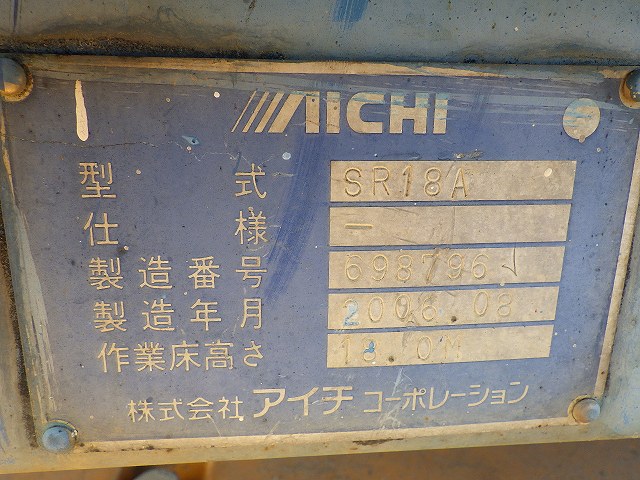 AICHI
型式 SR18A
仕様 —
製造番号 698796
製造年月 2006.08
作業床高さ 18.0M
株式会社アイチコーポレーション